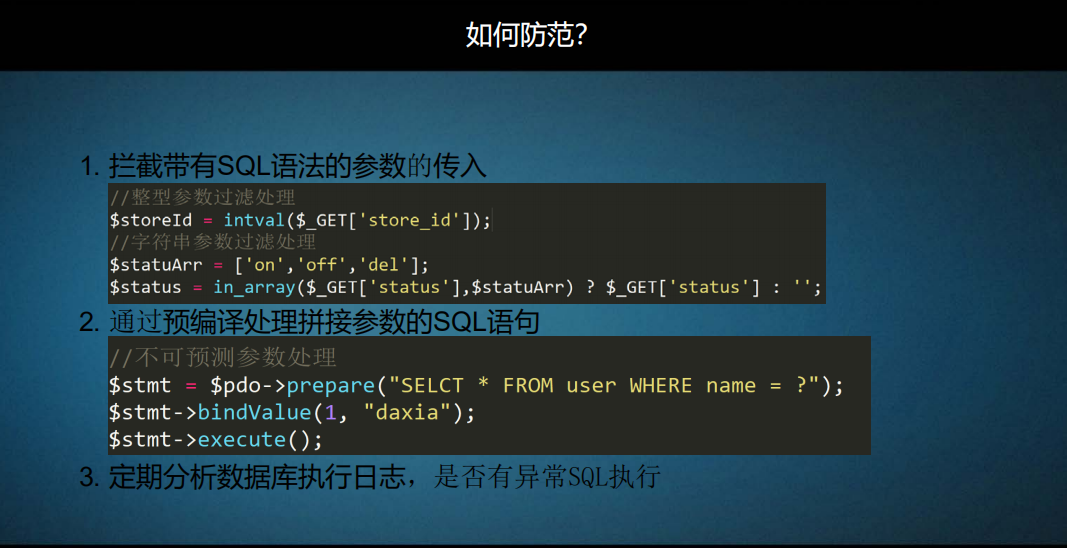 如何防范?
1. 拦截带有SQL语法的参数的传入
//整型参数过滤处理
$storeId = intval($_GET['store_id']);
//字符串参数过滤处理
$statuArr = ['on','off','del'];
$status = in_array($_GET['status'],$statuArr) ? $_GET['status'] : '';
2. 通过预编译处理拼接参数的SQL语句
//不可预测参数处理
$stmt = $pdo->prepare("SELCT * FROM user WHERE name = ?");
$stmt->bindValue(1, "daxia");
$stmt->execute();
3. 定期分析数据库执行日志，是否有异常SQL执行